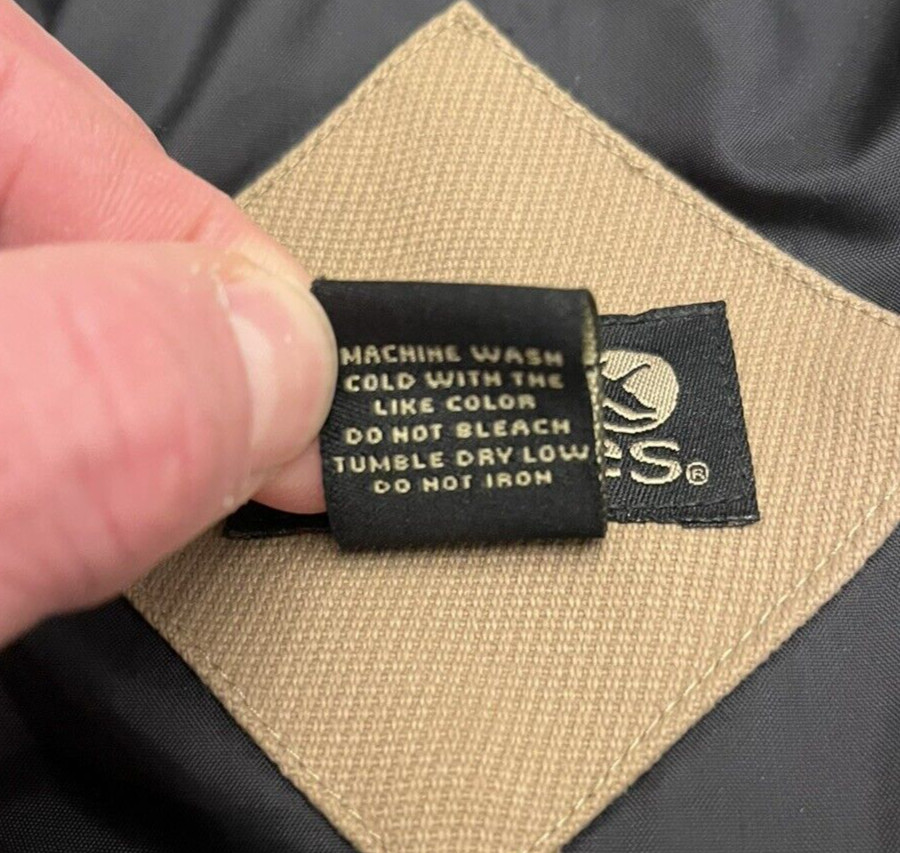 MACHINE WASH
COLD WITH THE
LIKE COLOR
DO NOT BLEACH
TUMBLE DRY LOW
DO NOT IRON
S®